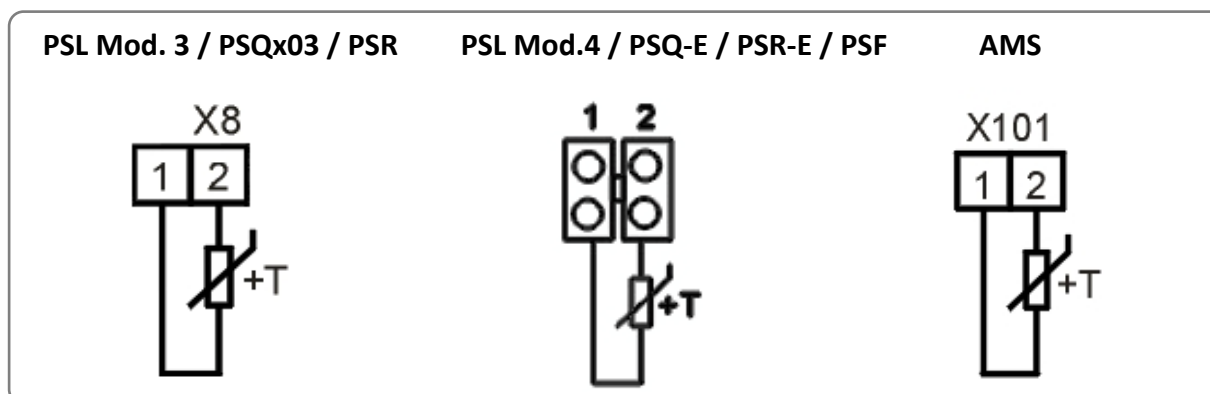 PSL Mod. 3 / PSQx03 / PSR
X8
1 2
+T
PSL Mod.4 / PSQ-E / PSR-E / PSF
1 2
+T
AMS
X101
1 2
+T